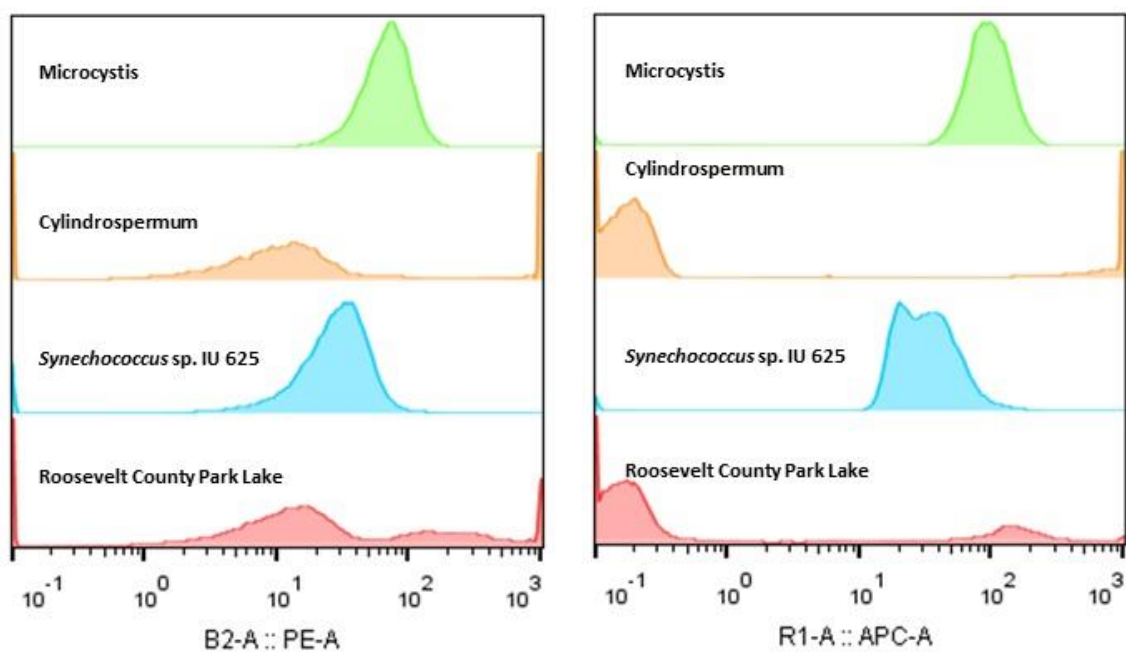 Microcystis
Cylindrospermum
Synechococcus sp. IU 625
Roosevelt County Park Lake
10-1 100 101 102 103
B2-A :: PE-A
Microcystis
Cylindrospermum
Synechococcus sp. IU 625
Roosevelt County Park Lake
10-1 100 101 102 103
R1-A :: APC-A